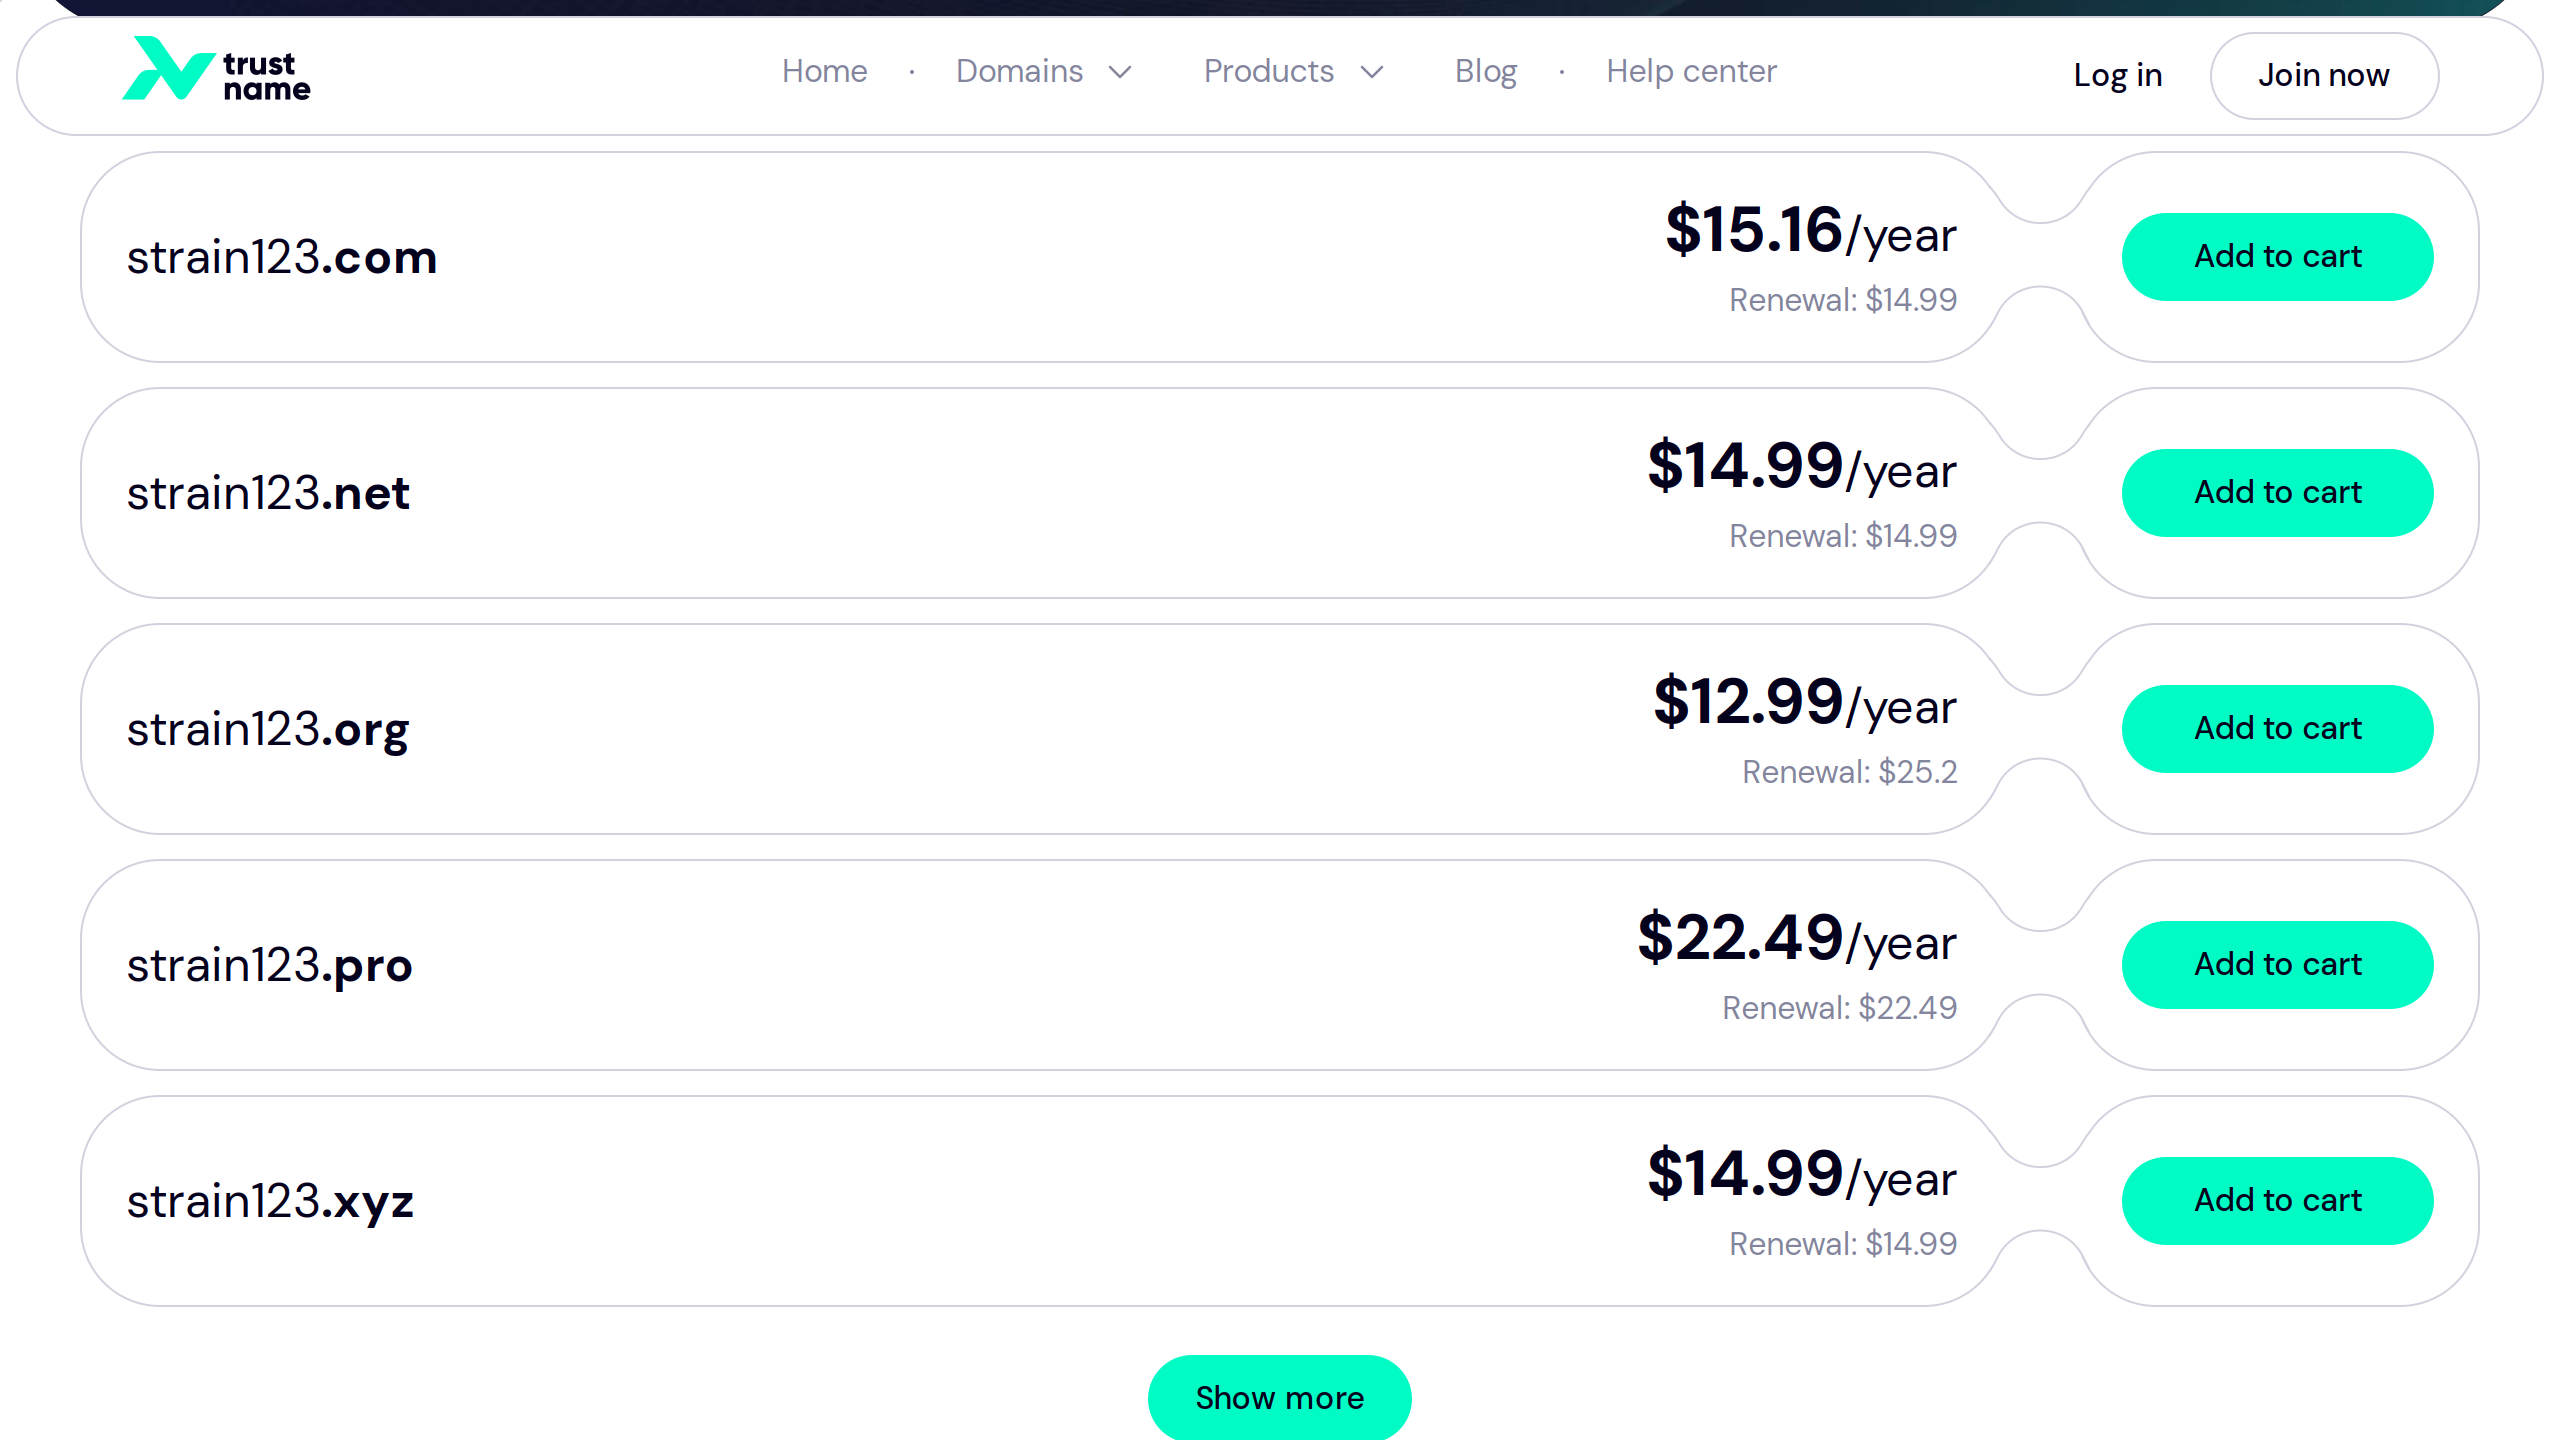 trust
name
Home · Domains Products Blog · Help center
Log in
Join now
strain123.com
$15.16/year
Renewal: $14.99
Add to cart
strain123.net
$14.99/year
Renewal: $14.99
Add to cart
strain123.org
$12.99/year
Renewal: $25.2
Add to cart
strain123.pro
$22.49/year
Renewal: $22.49
Add to cart
strain123.xyz
$14.99/year
Renewal: $14.99
Add to cart
Show more